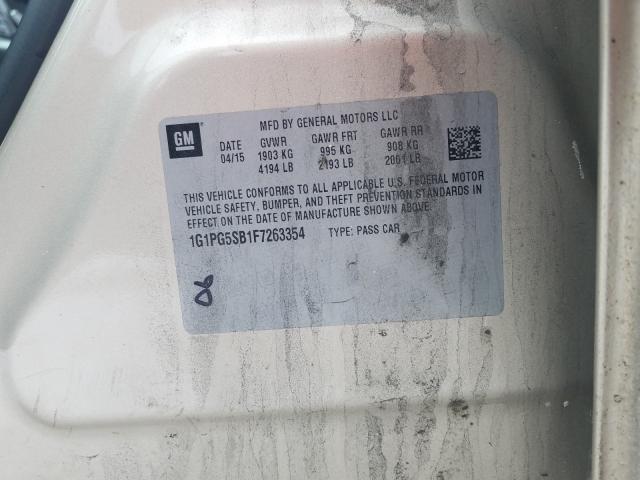 GM
MFD BY GENERAL MOTORS LLC
DATE GVWR GAWR FRT GAWR RR
04/15 1903 KG 995 KG 908 KG
4194 LB 2193 LB 2001 LB
THIS VEHICLE CONFORMS TO ALL APPLICABLE U.S. FEDERAL MOTOR
VEHICLE SAFETY, BUMPER, AND THEFT PREVENTION STANDARDS IN
EFFECT ON THE DATE OF MANUFACTURE SHOWN ABOVE.
1G1PG5SB1F7263354 TYPE: PASS CAR
06